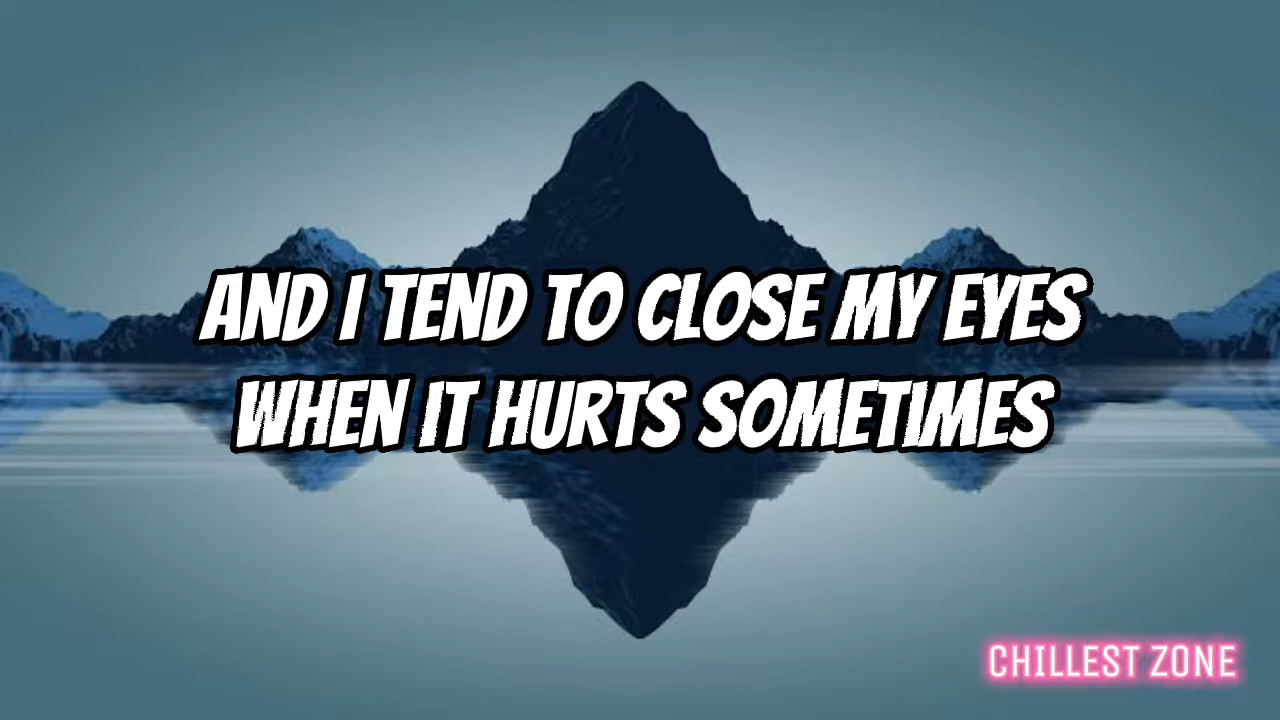 AND I TEND TO CLOSE MY EYES
WHEN IT HURTS SOMETIMES
CHILLEST ZONE